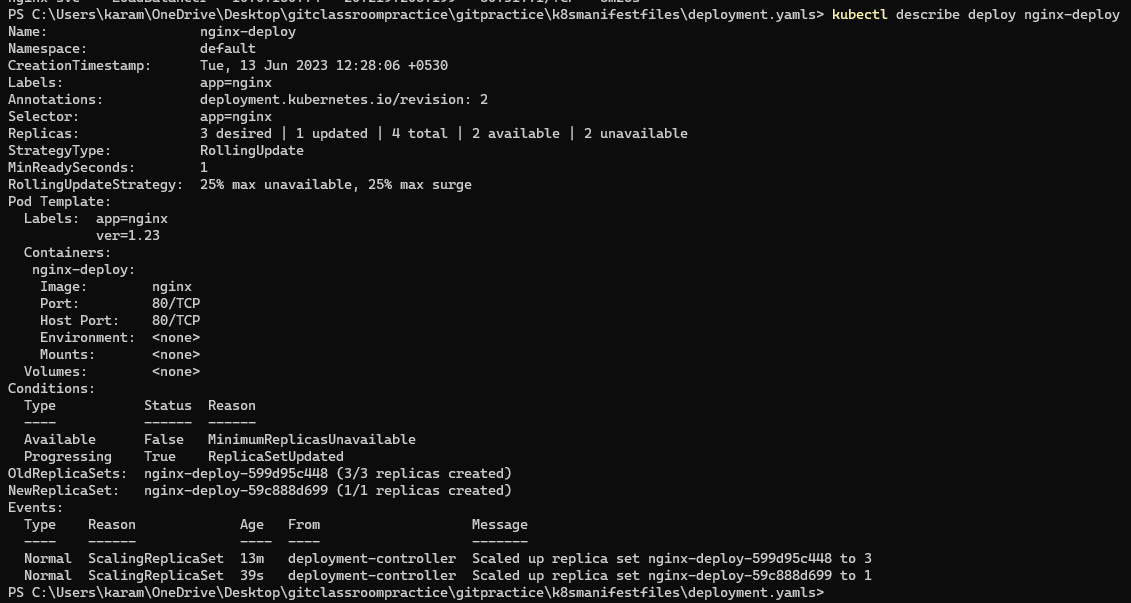 PS C:\Users\karam\OneDrive\Desktop\gitclassroompractice\gitpractice\k8smanifestfiles\deployment.yamls> kubectl describe deploy nginx-deploy
Name:                   nginx-deploy
Namespace:              default
CreationTimestamp:      Tue, 13 Jun 2023 12:28:06 +0530
Labels:                 app=nginx
Annotations:            deployment.kubernetes.io/revision: 2
Selector:               app=nginx
Replicas:               3 desired | 1 updated | 4 total | 2 available | 2 unavailable
StrategyType:           RollingUpdate
MinReadySeconds:        1
RollingUpdateStrategy:  25% max unavailable, 25% max surge
Pod Template:
  Labels:  app=nginx
           ver=1.23
  Containers:
   nginx-deploy:
    Image:        nginx
    Port:         80/TCP
    Host Port:    80/TCP
    Environment:  <none>
    Mounts:       <none>
  Volumes:        <none>
Conditions:
  Type           Status  Reason
  ----           ------  ------
  Available      False   MinimumReplicasUnavailable
  Progressing    True    ReplicaSetUpdated
OldReplicaSets:  nginx-deploy-599d95c448 (3/3 replicas created)
NewReplicaSet:   nginx-deploy-59c888d699 (1/1 replicas created)
Events:
  Type    Reason             Age   From                   Message
  ----    ------             ----  ----                   -------
  Normal  ScalingReplicaSet  13m   deployment-controller  Scaled up replica set nginx-deploy-599d95c448 to 3
  Normal  ScalingReplicaSet  39s   deployment-controller  Scaled up replica set nginx-deploy-59c888d699 to 1
PS C:\Users\karam\OneDrive\Desktop\gitclassroompractice\gitpractice\k8smanifestfiles\deployment.yamls>